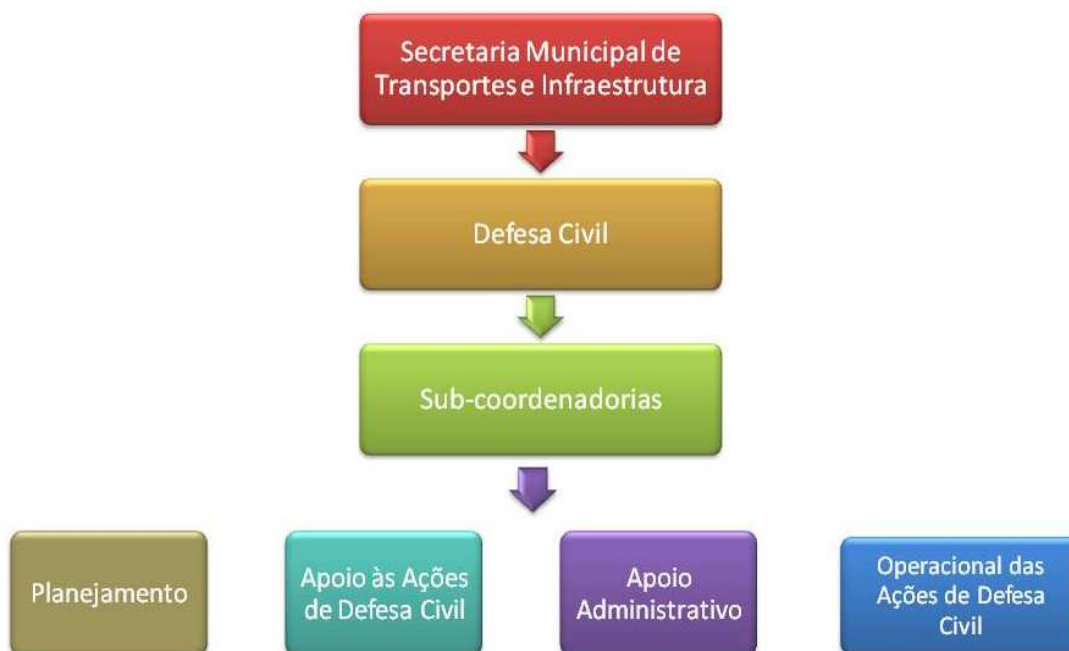 Secretaria Municipal de
Transportes e Infraestrutura
Defesa Civil
Sub-coordenadorias
Planejamento
Apoio às Ações
de Defesa Civil
Apoio
Administrativo
Operacional das
Ações de Defesa
Civil